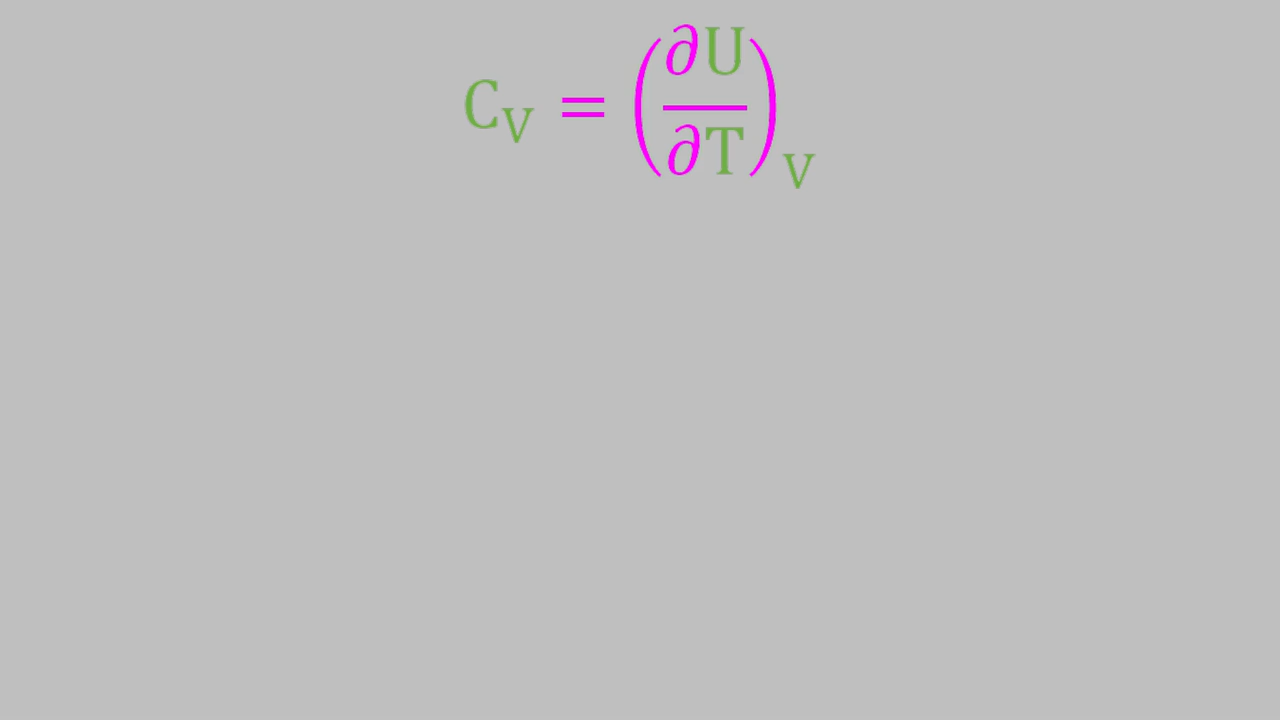 C_V = (∂U/∂T)_V